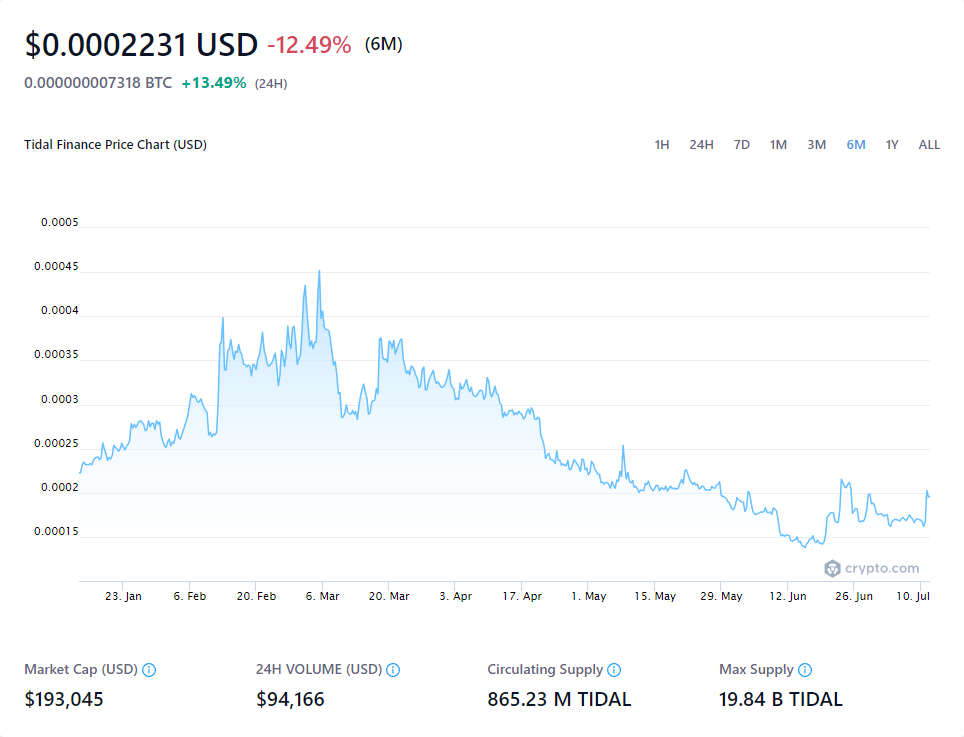 $0.0002231 USD -12.49% (6M)
0.000000007318 BTC +13.49% (24H)
Tidal Finance Price Chart (USD) 1H 24H 7D 1M 3M 6M 1Y ALL
0.0005
0.00045
0.0004
0.00035
0.0003
0.00025
0.0002
0.00015
crypto.com
23. Jan 6. Feb 20. Feb 6. Mar 20. Mar 3. Apr 17. Apr 1. May 15. May 29. May 12. Jun 26. Jun 10. Jul
Market Cap (USD) 24H VOLUME (USD) Circulating Supply Max Supply
$193,045 $94,166 865.23 M TIDAL 19.84 B TIDAL